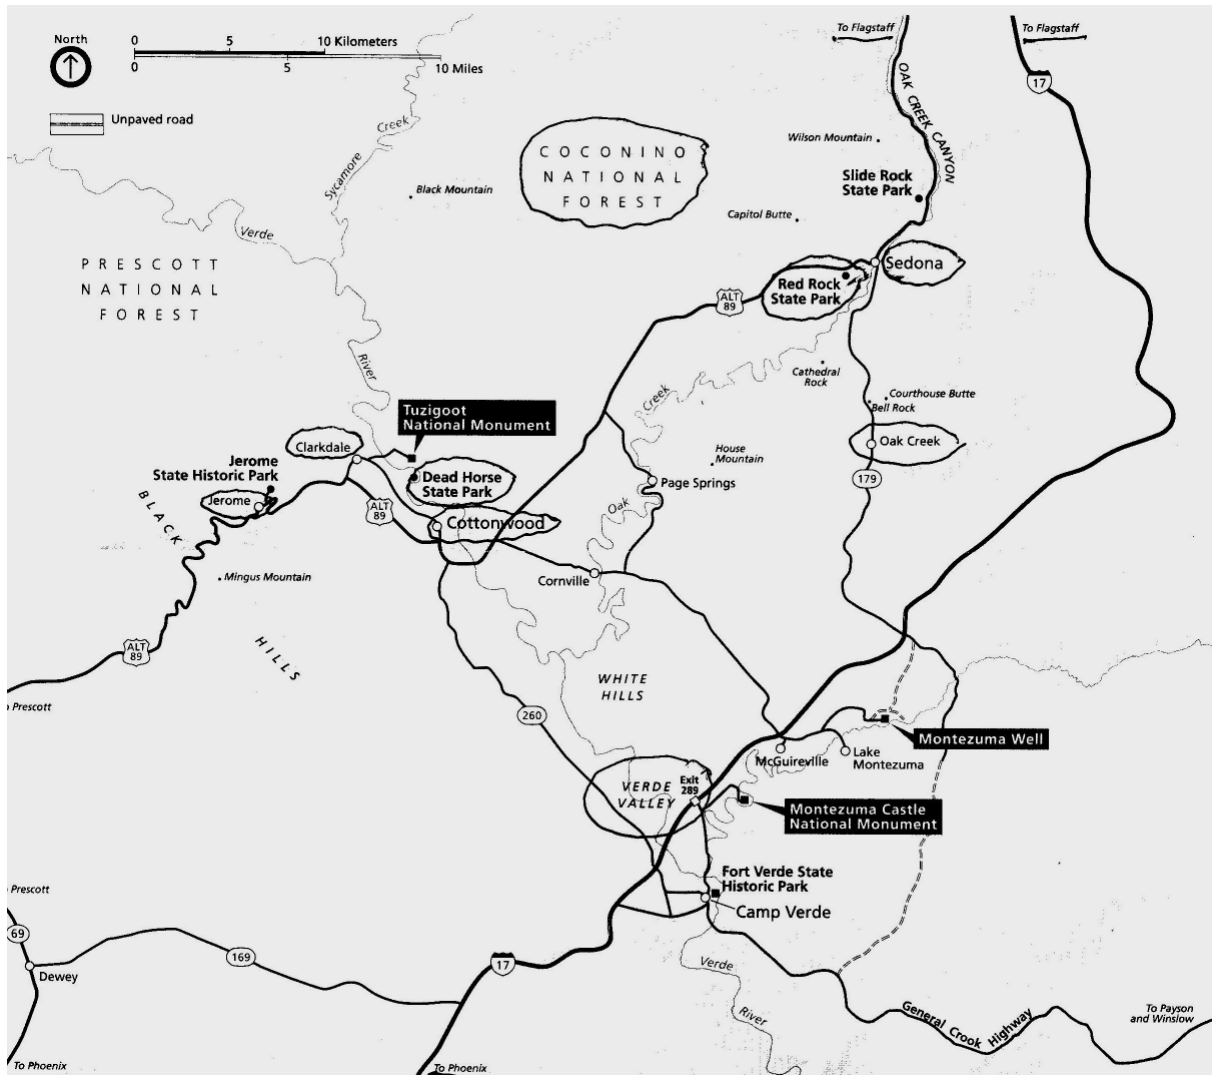 North
0 5 10 Kilometers
0 5 10 Miles
Unpaved road
To Flagstaff
To Flagstaff
17
OAK CREEK CANYON
Sycamore Creek
COCONINO
NATIONAL
FOREST
Wilson Mountain
Slide Rock
State Park
Black Mountain
Capitol Butte
Verde
PRESCOTT
NATIONAL
FOREST
Sedona
Red Rock
State Park
ALT
89
River
Cathedral
Rock
Creek
Courthouse Butte
Bell Rock
Tuzigoot
National Monument
Clarkdale
Oak Creek
House
Mountain
Jerome
State Historic Park
Dead Horse
State Park
Page Springs
179
Jerome
BLACK
ALT
89
Cottonwood
Oak
Mingus Mountain
Cornville
ALT
89
HILLS
WHITE
HILLS
o Prescott
260
Montezuma Well
McGuireville
Lake
Montezuma
VERDE
VALLEY
Exit
289
Montezuma Castle
National Monument
Fort Verde State
Historic Park
o Prescott
Camp Verde
69
169
17
Dewey
Verde
River
General Crook Highway
To Payson
and Winslow
To Phoenix
To Phoenix